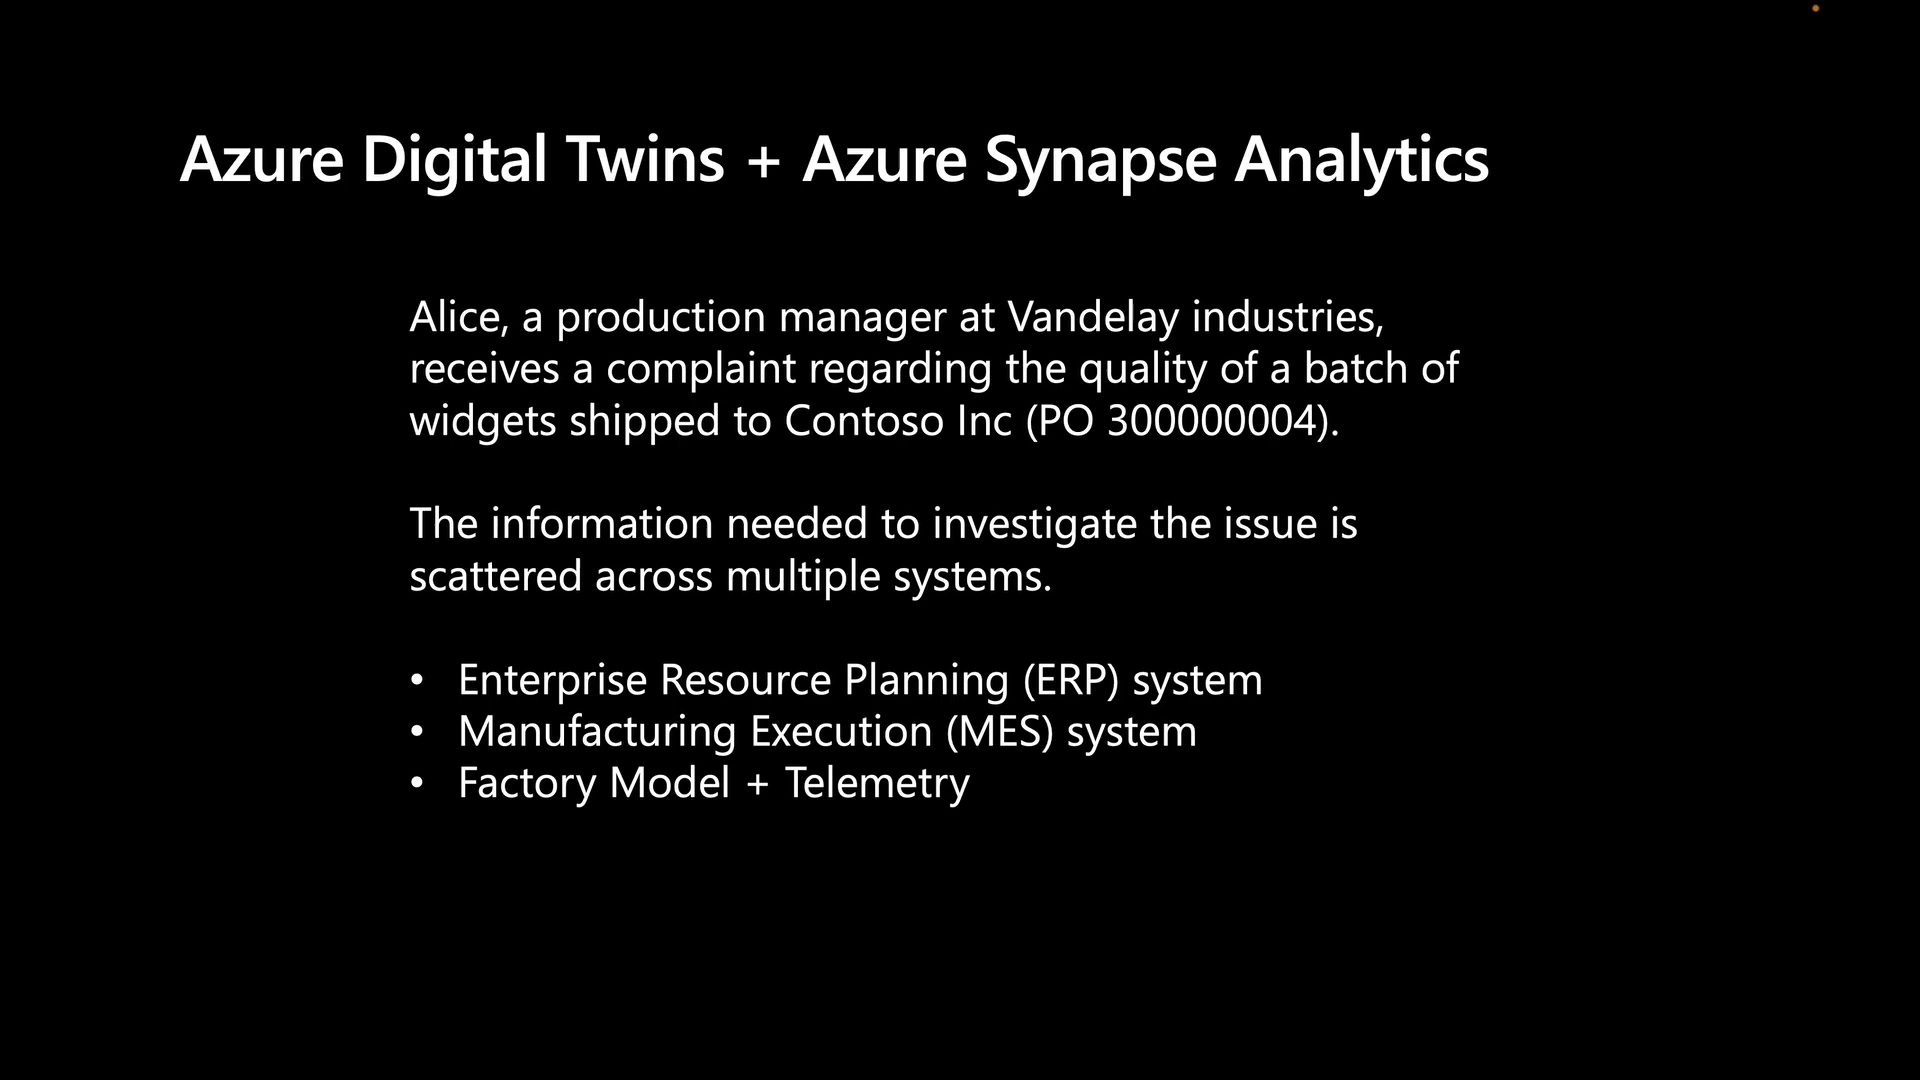 Azure Digital Twins + Azure Synapse Analytics
Alice, a production manager at Vandelay industries,
receives a complaint regarding the quality of a batch of
widgets shipped to Contoso Inc (PO 300000004).
The information needed to investigate the issue is
scattered across multiple systems.
• Enterprise Resource Planning (ERP) system
• Manufacturing Execution (MES) system
• Factory Model + Telemetry